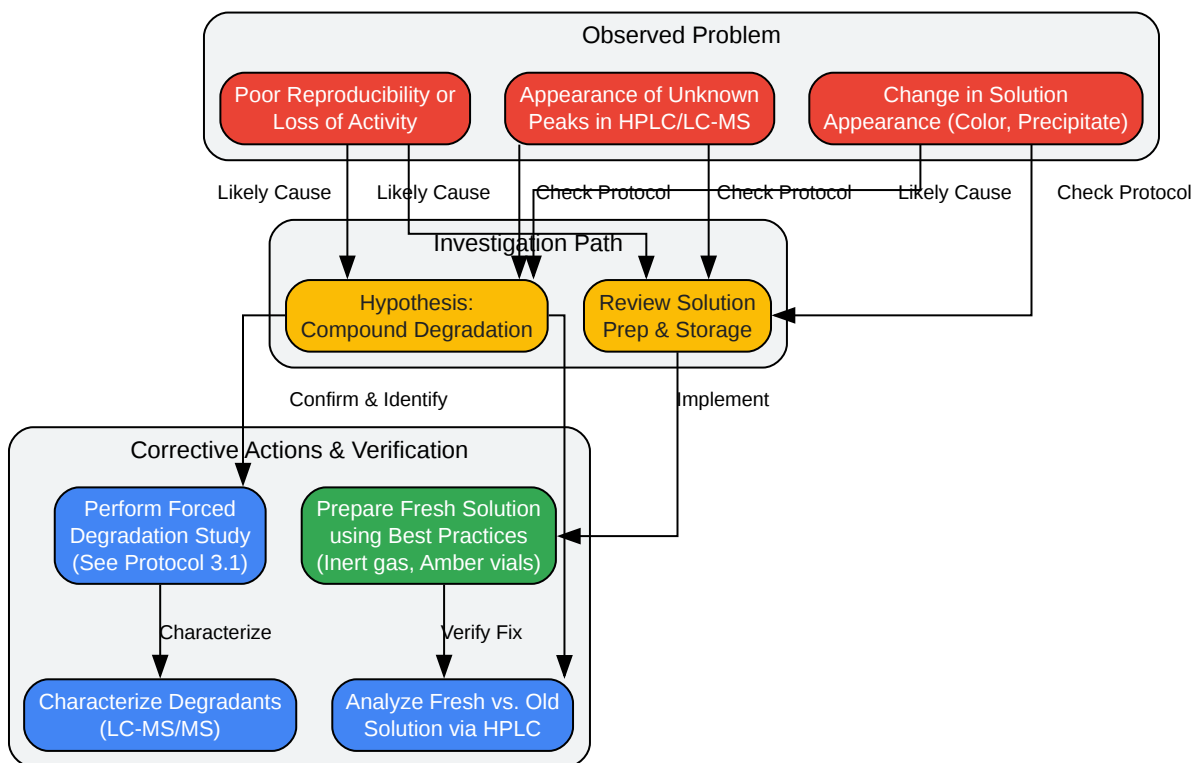 Observed Problem
Poor Reproducibility or
Loss of Activity
Appearance of Unknown
Peaks in HPLC/LC-MS
Change in Solution
Appearance (Color, Precipitate)
Likely Cause
Likely Cause
Check Protocol
Check Protocol
Likely Cause
Check Protocol
Investigation Path
Hypothesis:
Compound Degradation
Review Solution
Prep & Storage
Confirm & Identify
Implement
Corrective Actions & Verification
Perform Forced
Degradation Study
(See Protocol 3.1)
Prepare Fresh Solution
using Best Practices
(Inert gas, Amber vials)
Characterize
Verify Fix
Characterize Degradants
(LC-MS/MS)
Analyze Fresh vs. Old
Solution via HPLC